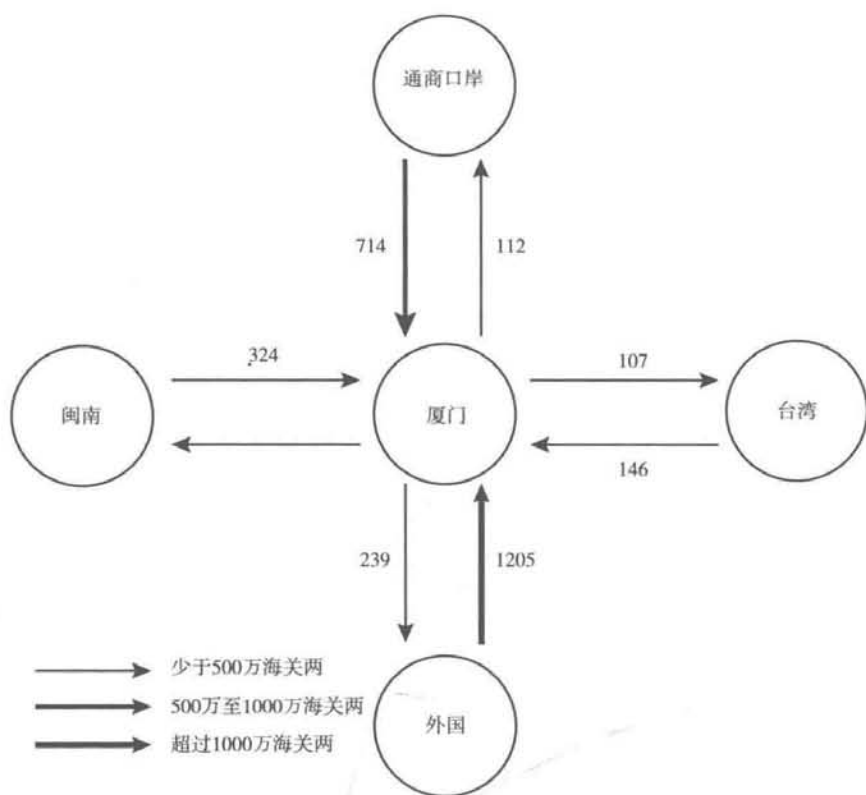 通商口岸
714
112
324
107
闽南
厦门
台湾
146
239
1205
少于500万海关两
500万至1000万海关两
超过1000万海关两
外国